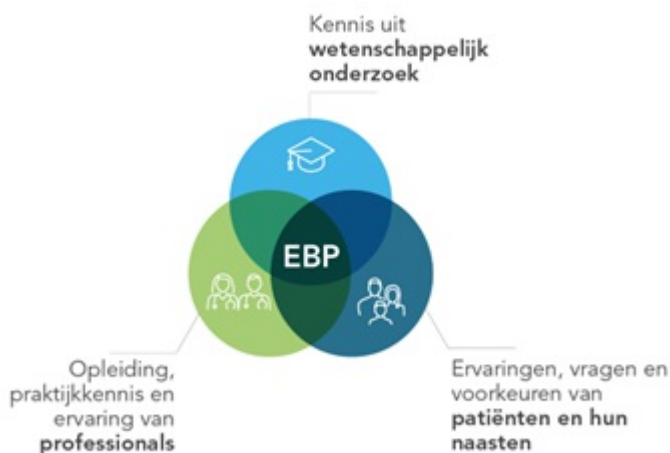 Kennis uit
wetenschappelijk
onderzoek
EBP
Opleiding,
praktijkkennis en
ervaring van
professionals
Ervaringen, vragen en
voorkeuren van
patiënten en hun
naasten